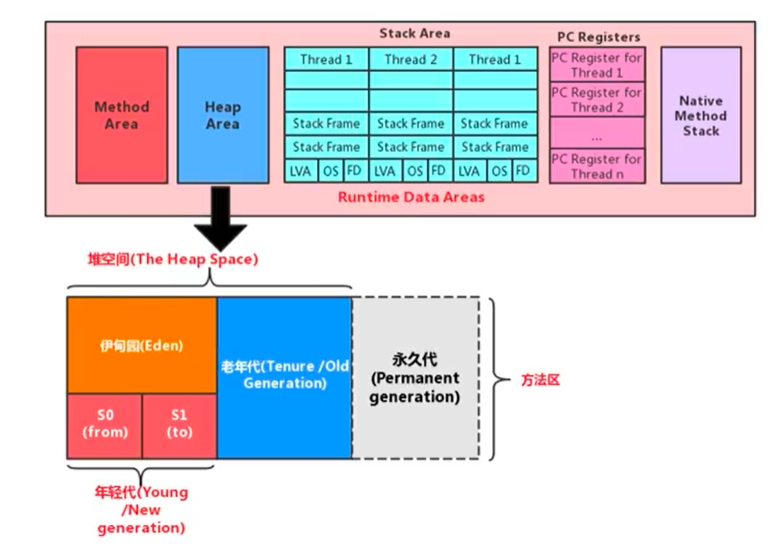 Stack Area
PC Registers
Method
Area
Heap
Area
Thread 1
Thread 2
Thread 1
Stack Frame
Stack Frame
Stack Frame
Stack Frame
Stack Frame
Stack Frame
LVA
OS
FD
LVA
OS
FD
LVA
OS
FD
PC Register for
Thread 1
PC Register for
Thread 2
...
PC Register for
Thread n
Native
Method
Stack
Runtime Data Areas
堆空间(The Heap Space)
伊甸园(Eden)
S0
(from)
S1
(to)
老年代(Tenure /Old
Generation)
永久代
(Permanent
generation)
方法区
年轻代(Young
/New
generation)